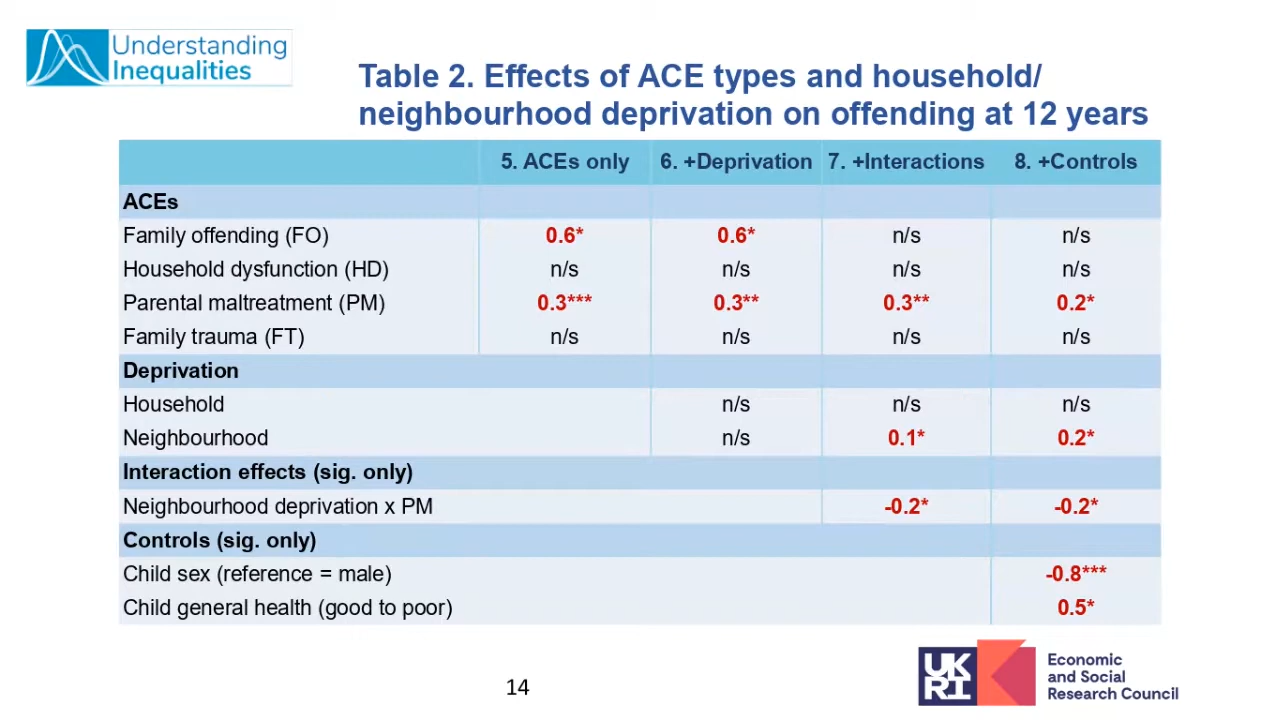 Understanding
Inequalities
Table 2. Effects of ACE types and household/
neighbourhood deprivation on offending at 12 years
5. ACEs only 6. +Deprivation 7. +Interactions 8. +Controls
ACEs
Family offending (FO) 0.6* 0.6* n/s n/s
Household dysfunction (HD) n/s n/s n/s n/s
Parental maltreatment (PM) 0.3*** 0.3** 0.3** 0.2*
Family trauma (FT) n/s n/s n/s n/s
Deprivation
Household n/s n/s n/s
Neighbourhood n/s 0.1* 0.2*
Interaction effects (sig. only)
Neighbourhood deprivation x PM -0.2* -0.2*
Controls (sig. only)
Child sex (reference = male) -0.8***
Child general health (good to poor) 0.5*
14
UK
RI
Economic
and Social
Research Council